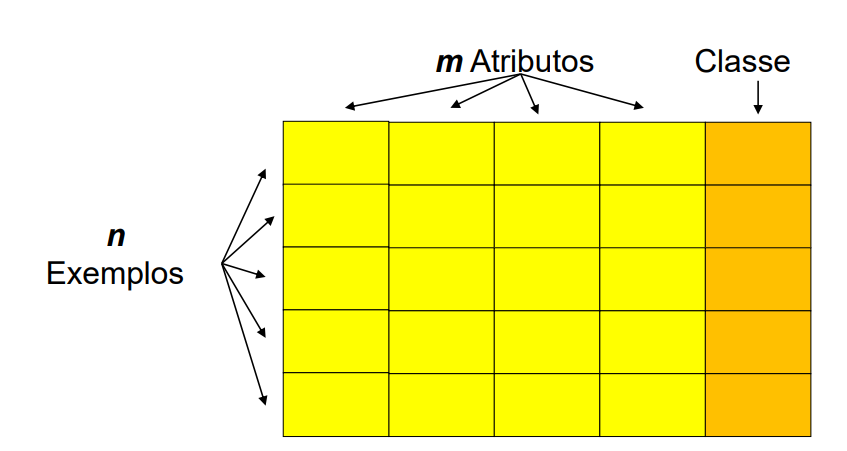 m Atributos
Classe
n
Exemplos